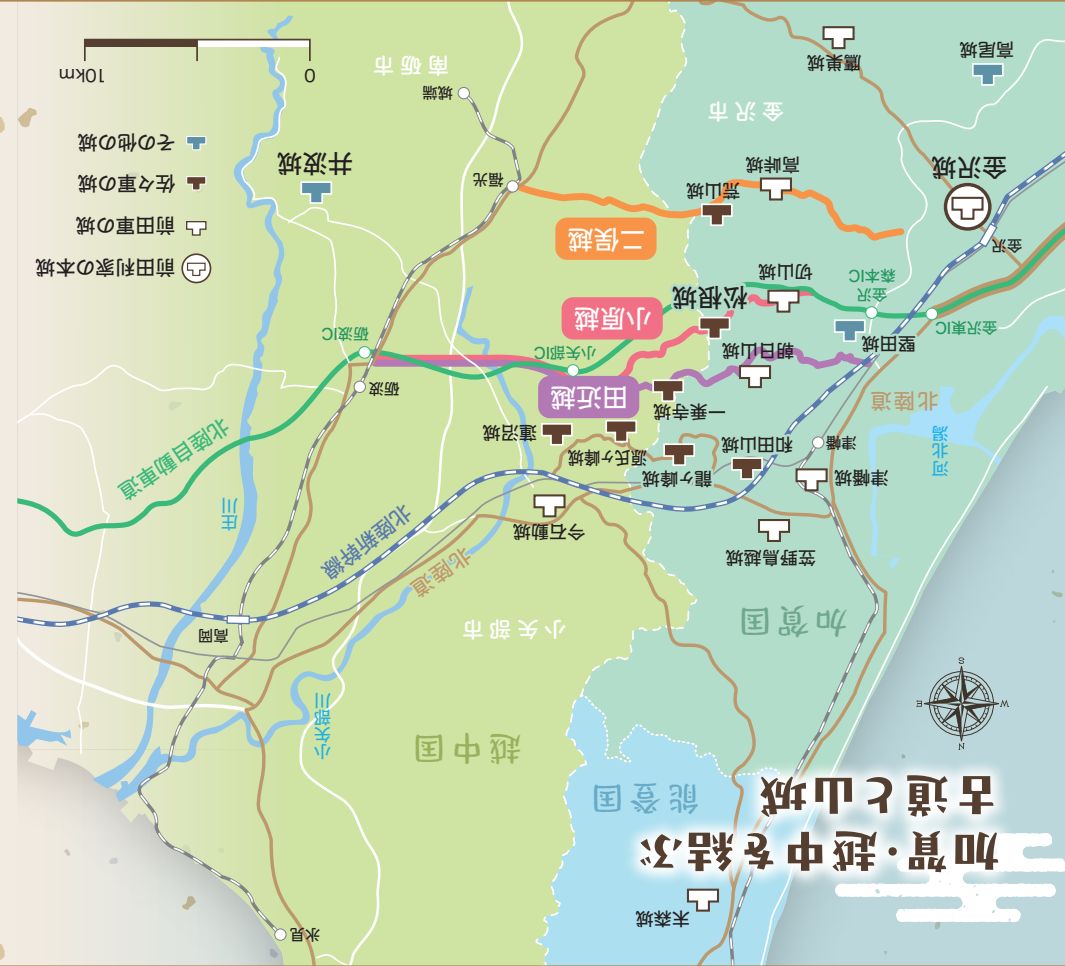 加賀・越中を結ぶ
古道と山城
N
W
E
S
末森城
氷見
能登国
越中国
小矢部川
加賀国
小矢部市
高岡
笠野鳥越城
今石動城
北陸道
北陸新幹線
庄川
津幡城
津幡
和田山城
龍ヶ峰城
源氏ヶ峰城
蓮沼城
河北潟
北陸道
一乗寺城
田近越
北陸自動車道
砺波
朝日山城
堅田城
小矢部IC
砺波IC
金沢東IC
金沢
森本IC
小原越
松根城
切山城
金沢
二俣越
荒山城
高峠城
金沢城
福光
井波城
金沢市
城端
南砺市
高尾城
鷹巣城
前田利家の本城
前田軍の城
佐々軍の城
その他の城
0
10km